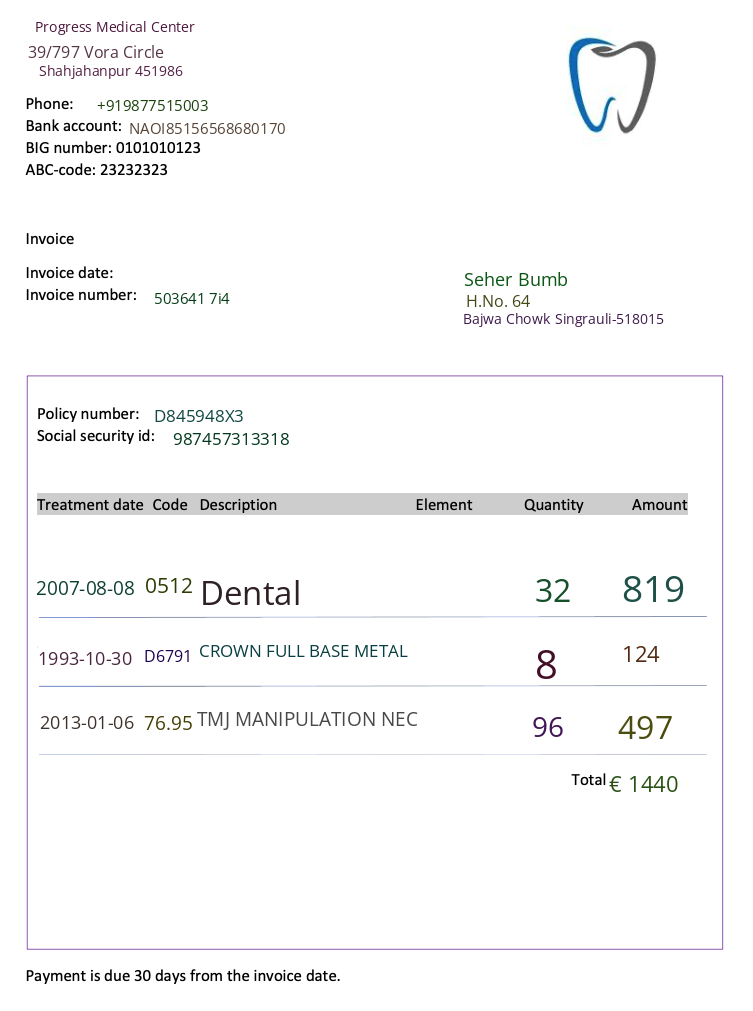 Progress Medical Center
39/797 Vora Circle
Shahjahanpur 451986
Phone: +919877515003
Bank account: NAOI85156568680170
BIG number: 0101010123
ABC-code: 23232323
Invoice
Invoice date:
Invoice number: 503641 7i4
Seher Bumb
H.No. 64
Bajwa Chowk Singrauli-518015
Policy number: D845948X3
Social security id: 987457313318
Treatment date Code Description Element Quantity Amount
2007-08-08 0512 Dental 32 819
1993-10-30 D6791 CROWN FULL BASE METAL 8 124
2013-01-06 76.95 TMJ MANIPULATION NEC 96 497
Total € 1440
Payment is due 30 days from the invoice date.